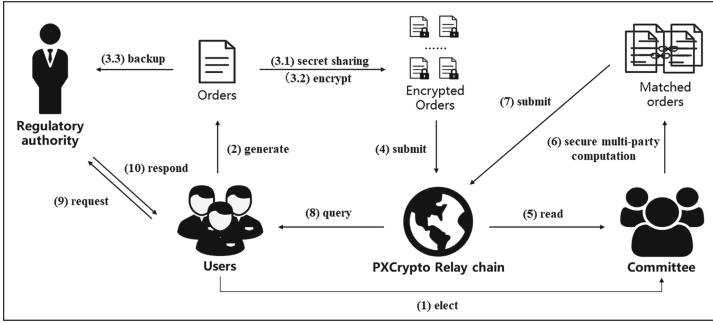 (3.3) backup
(3.1) secret sharing
(3.2) encrypt
......
Orders
Encrypted
Orders
(7) submit
Matched
orders
Regulatory
authority
(2) generate
(4) submit
(6) secure multi-party
computation
(10) respond
(9) request
(8) query
(5) read
Users
PXCrypto Relay chain
Committee
(1) elect